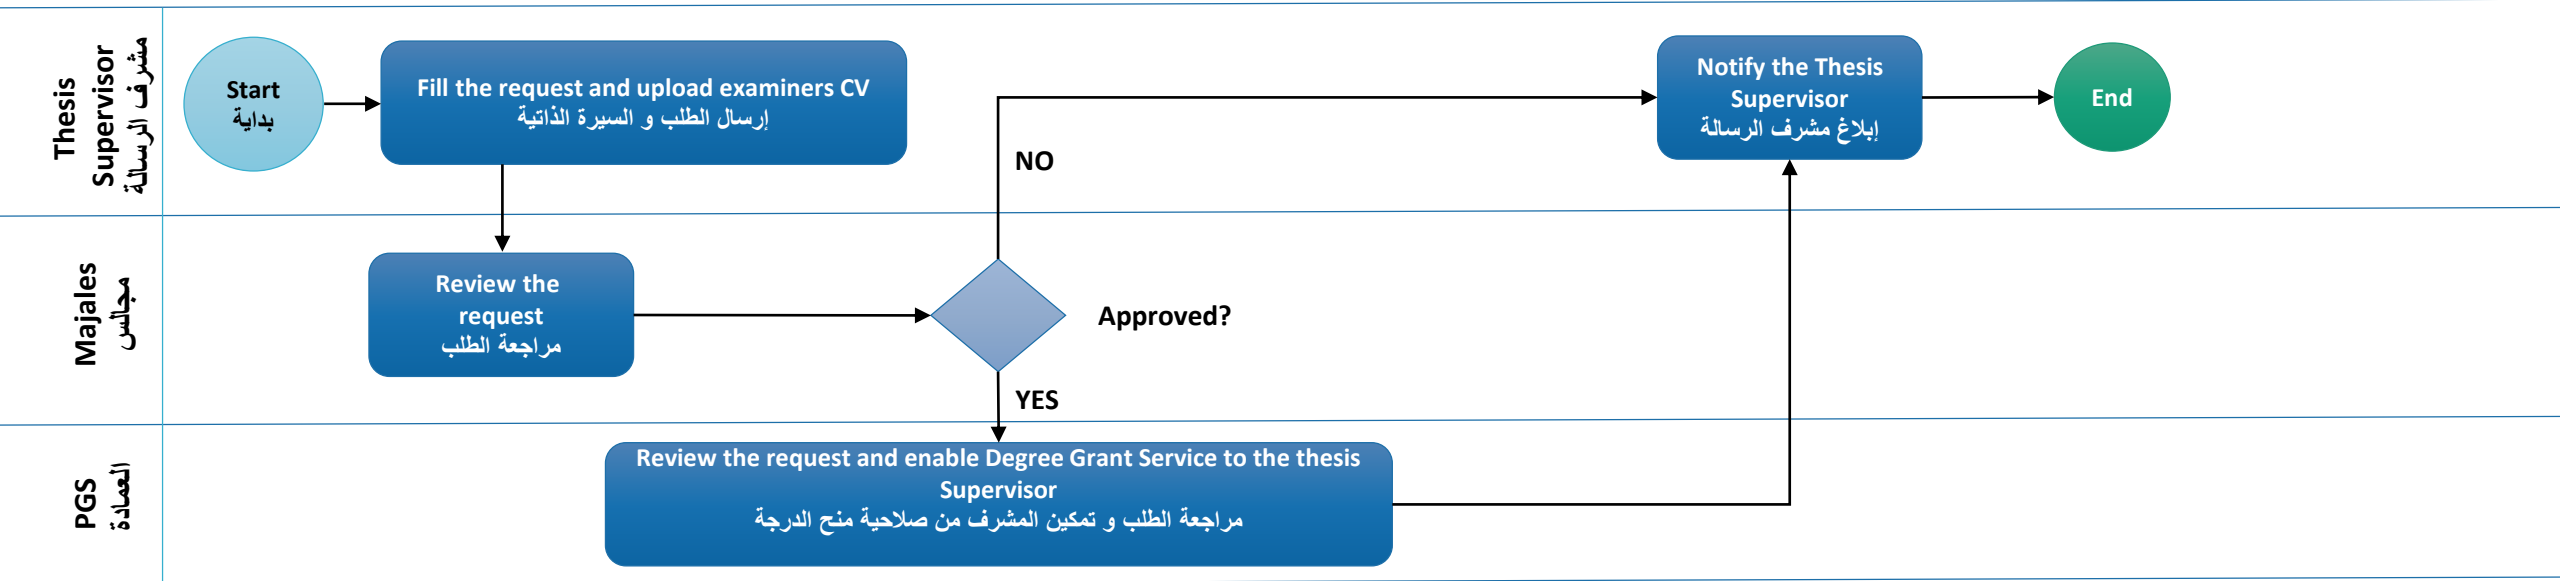 Thesis
Supervisor
مشرف الرسالة
Start
بداية
Fill the request and upload examiners CV
إرسال الطلب و السيرة الذاتية
NO
Notify the Thesis
Supervisor
إبلاغ مشرف الرسالة
End
Majales
مجالس
Review the
request
مراجعة الطلب
Approved?
YES
PGS
العمادة
Review the request and enable Degree Grant Service to the thesis
Supervisor
مراجعة الطلب و تمكين المشرف من صلاحية منح الدرجة